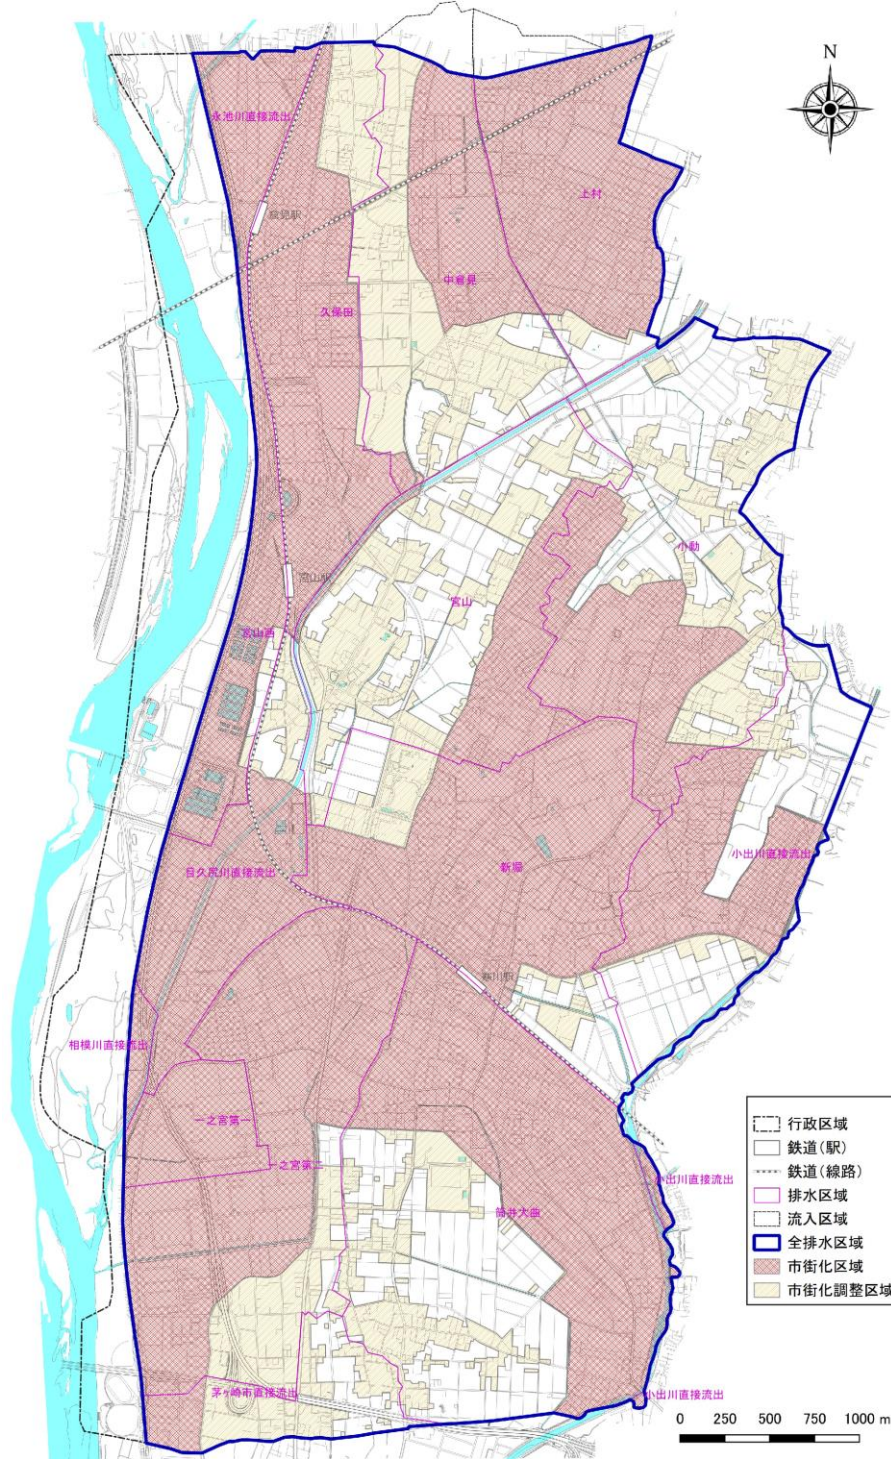 N
永池川直接流出
倉見駅
上村
中倉見
久保田
小動
宮山
宮山駅
宮山西
小出川直接流出
目久尻川直接流出
新堀
寒川駅
相模川直接流出
一之宮第一
一之宮第二
小出川直接流出
筒井大曲
茅ヶ崎市直接流出
小出川直接流出
行政区域
鉄道(駅)
鉄道(線路)
排水区域
流入区域
全排水区域
市街化区域
市街化調整区域
0 250 500 750 1000 m